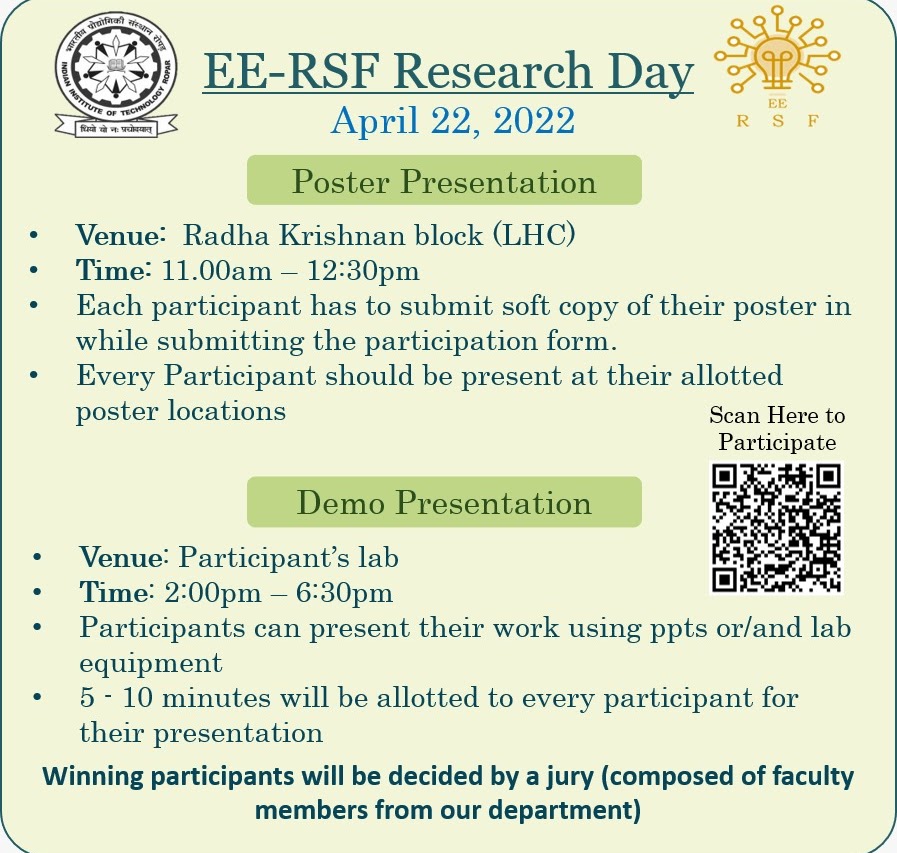 भारतीय प्रौद्योगिकी संस्थान रोपड़
INDIAN INSTITUTE OF TECHNOLOGY ROPAR
धियो यो नः प्रचोदयात्
EE-RSF Research Day
April 22, 2022
EE
R S F
Poster Presentation
• Venue: Radha Krishnan block (LHC)
• Time: 11.00am – 12:30pm
• Each participant has to submit soft copy of their poster in
while submitting the participation form.
• Every Participant should be present at their allotted
poster locations
Scan Here to
Participate
Demo Presentation
• Venue: Participant’s lab
• Time: 2:00pm – 6:30pm
• Participants can present their work using ppts or/and lab
equipment
• 5 - 10 minutes will be allotted to every participant for
their presentation
Winning participants will be decided by a jury (composed of faculty
members from our department)